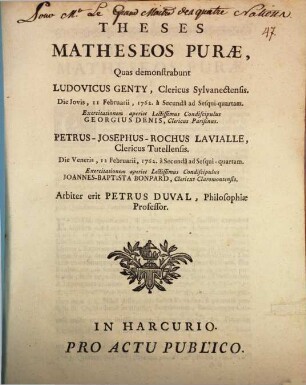 Pour Mr Le Grand Maitre des quatre Nations
47
THESES
MATHESEOS PURÆ,
Quas demonstrabunt
LUDOVICUS GENTY, Clericus Sylvanectensis.
Die Jovis, 11 Februarii, 1762. à Secundâ ad Sesqui-quartam.
Exercitationem aperiet Lectissimus Condiscipulus
GEORGIUS DENIS, Clericus Parisinus.
PETRUS-JOSEPHUS-ROCHUS LAVIALLE,
Clericus Tutellensis.
Die Veneris, 12 Februarii, 1762. à Secundâ ad Sesqui-quartam.
Exercitationem aperiet Lectissimus Condiscipulus
JOANNES-BAPTISTA BONPARD, Clericus Claramontensis.
Arbiter erit PETRUS DUVAL, Philosophiæ
Professor.
IN HARCURIO.
PRO ACTU PUBLICO.